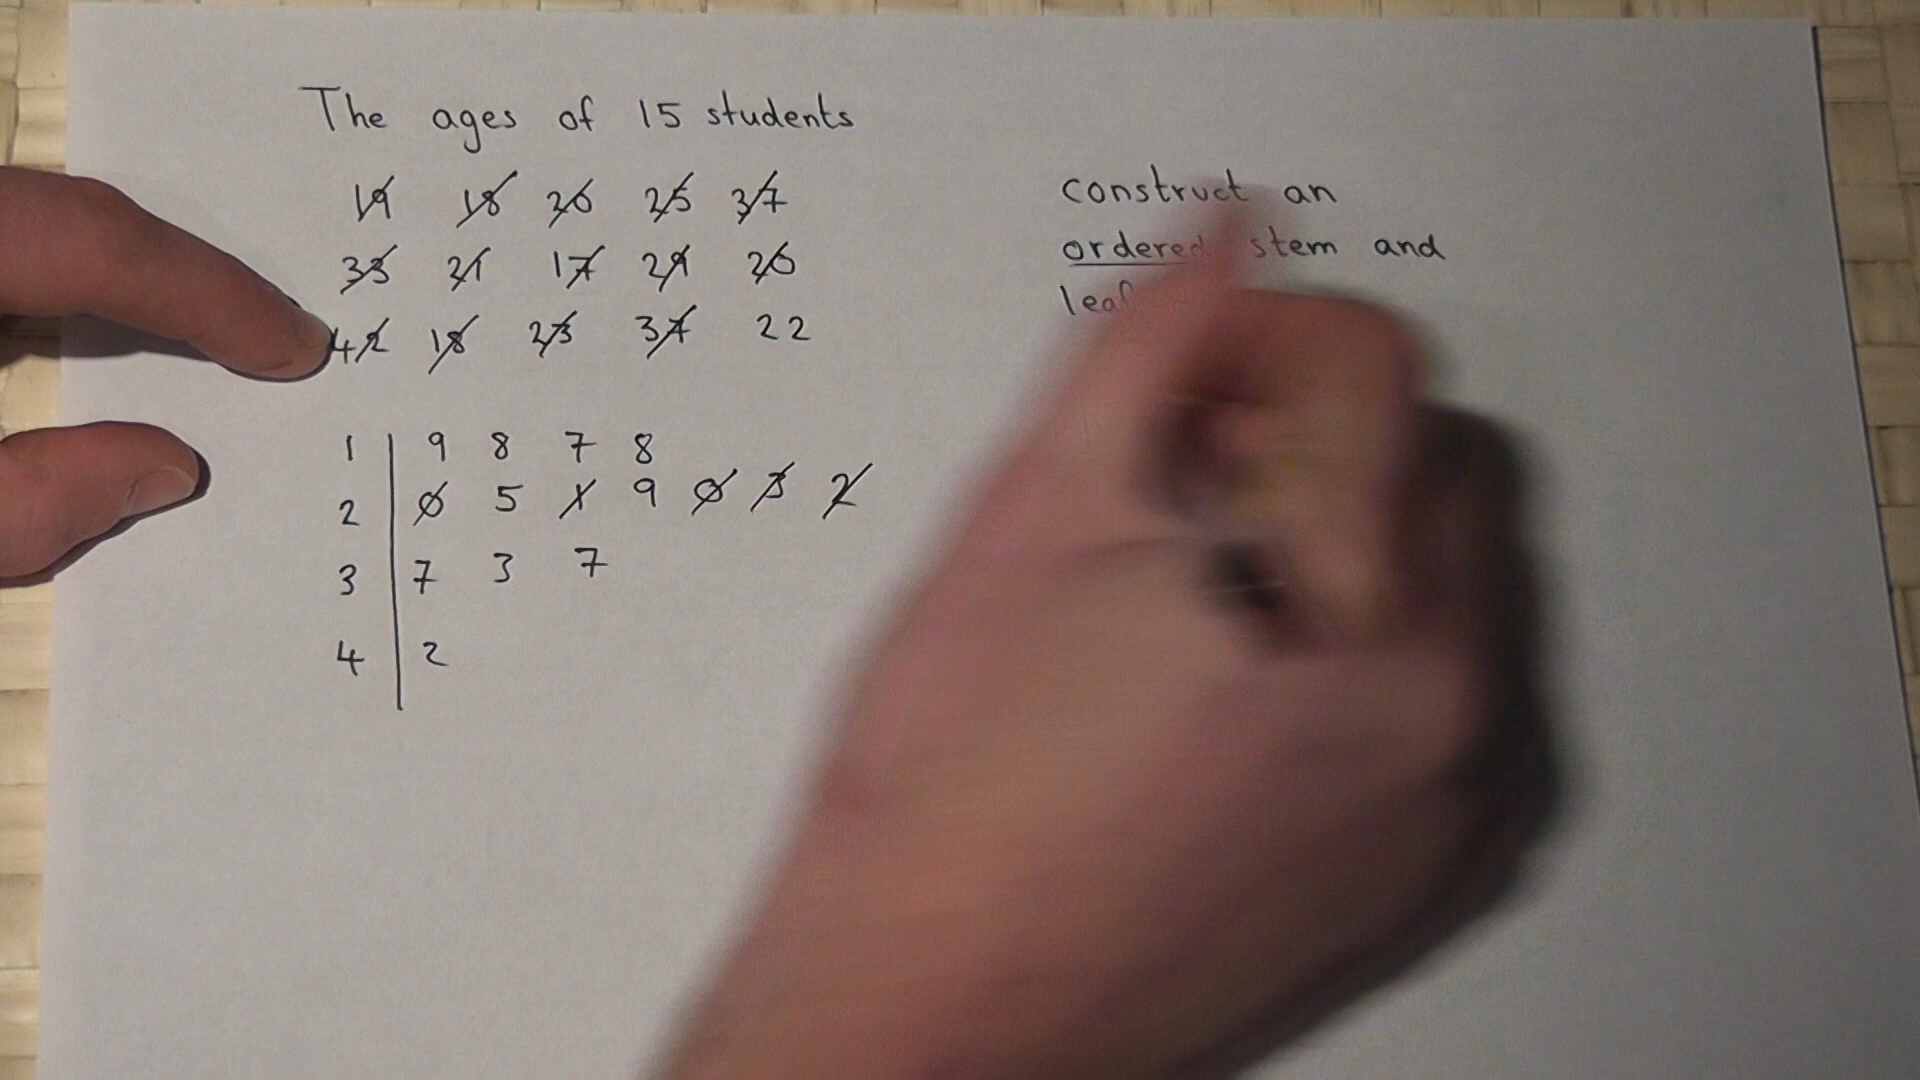 The ages of 15 students
19 18 20 25 37
33 21 17 29 20
42 18 23 37 22
construct an
ordered stem and
1 | 9 8 7 8
2 | 0 5 1 9 0 3 2
3 | 7 3 7
4 | 2